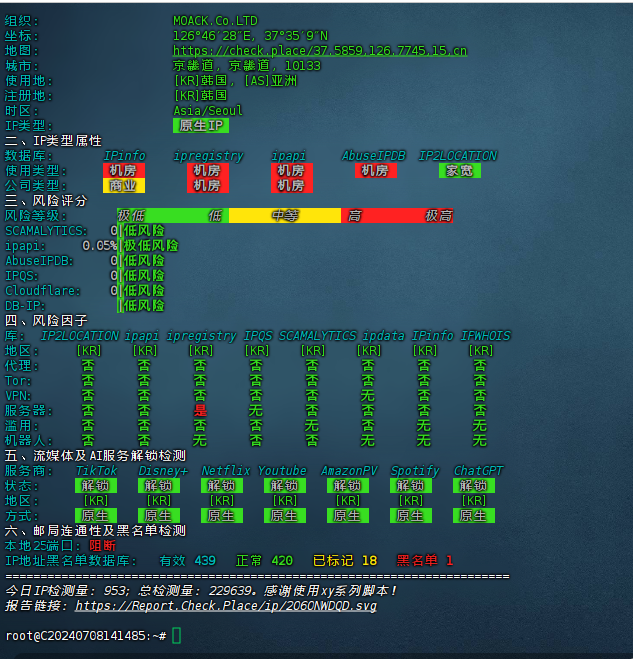 组织: MOACK.Co.LTD
坐标: 126°46′28″E, 37°35′9″N
地图: https://check.place/37.5859,126.7745,15,cn
城市: 京畿道, 京畿道, 10133
使用地: [KR]韩国, [AS]亚洲
注册地: [KR]韩国
时区: Asia/Seoul
IP类型: 原生IP
二、IP类型属性
数据库: IPinfo ipregistry ipapi AbuseIPDB IP2LOCATION
使用类型: 机房 机房 机房 机房 家宽
公司类型: 商业 机房 机房
三、风险评分
风险等级: 极低 低 中等 高 极高
SCAMALYTICS: 0|低风险
ipapi: 0.05%|极低风险
AbuseIPDB: 0|低风险
IPQS: 0|低风险
Cloudflare: 0|低风险
DB-IP: |低风险
四、风险因子
库: IP2LOCATION ipapi ipregistry IPQS SCAMALYTICS ipdata IPinfo IFWHOIS
地区: [KR] [KR] [KR] [KR] [KR] [KR] [KR] [KR]
代理: 否 否 否 否 否 否 否 否
Tor: 否 否 否 否 否 否 否 否
VPN: 否 否 否 否 否 无 否 否
服务器: 否 否 是 无 否 否 否 否
滥用: 否 否 否 否 无 否 无 无
机器人: 否 否 无 否 否 无 无 无
五、流媒体及AI服务解锁检测
服务商: TikTok Disney+ Netflix Youtube AmazonPV Spotify ChatGPT
状态: 解锁 解锁 解锁 解锁 解锁 解锁 解锁
地区: [KR] [KR] [KR] [KR] [KR] [KR] [KR]
方式: 原生 原生 原生 原生 原生 原生 原生
六、邮局连通性及黑名单检测
本地25端口: 阻断
IP地址黑名单数据库: 有效 439 正常 420 已标记 18 黑名单 1
========================================================================
今日IP检测量: 953; 总检测量: 229639。感谢使用xy系列脚本!
报告链接: https://Report.Check.Place/ip/2O6ONWDQD.svg
root@C20240708141485:~#